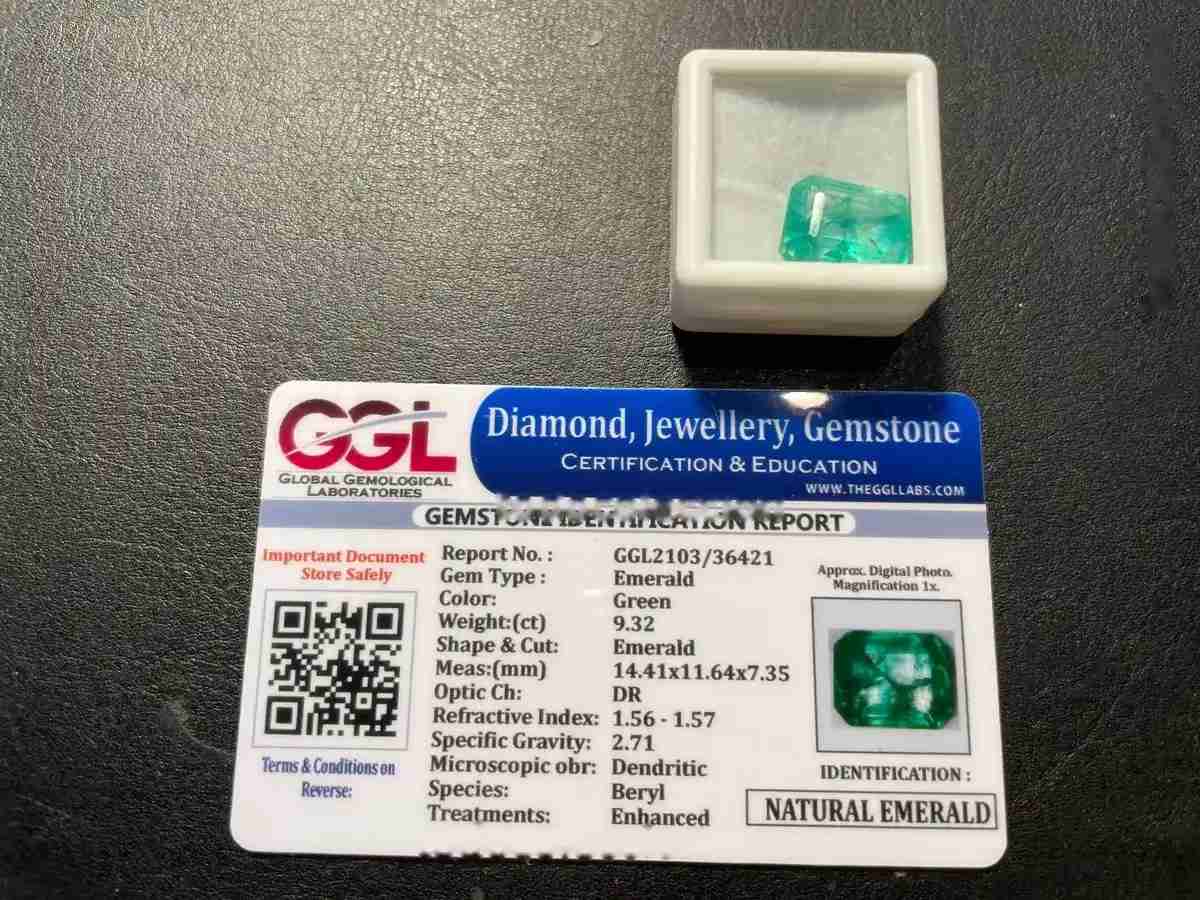 GGL
GLOBAL GEMOLOGICAL
LABORATORIES
Diamond, Jewellery, Gemstone
CERTIFICATION & EDUCATION
WWW.THEGGLLABS.COM
GEMSTONE IDENTIFICATION REPORT
Important Document
Store Safely
Terms & Conditions on
Reverse:
Report No. : GGL2103/36421
Gem Type : Emerald
Color: Green
Weight:(ct) 9.32
Shape & Cut: Emerald
Meas:(mm) 14.41x11.64x7.35
Optic Ch: DR
Refractive Index: 1.56 - 1.57
Specific Gravity: 2.71
Microscopic obr: Dendritic
Species: Beryl
Treatments: Enhanced
Approx. Digital Photo.
Magnification 1x.
IDENTIFICATION :
NATURAL EMERALD